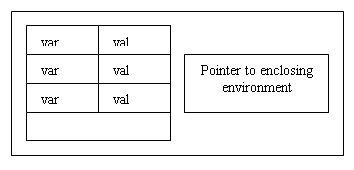 var val
var val
var val
Pointer to enclosing
environment